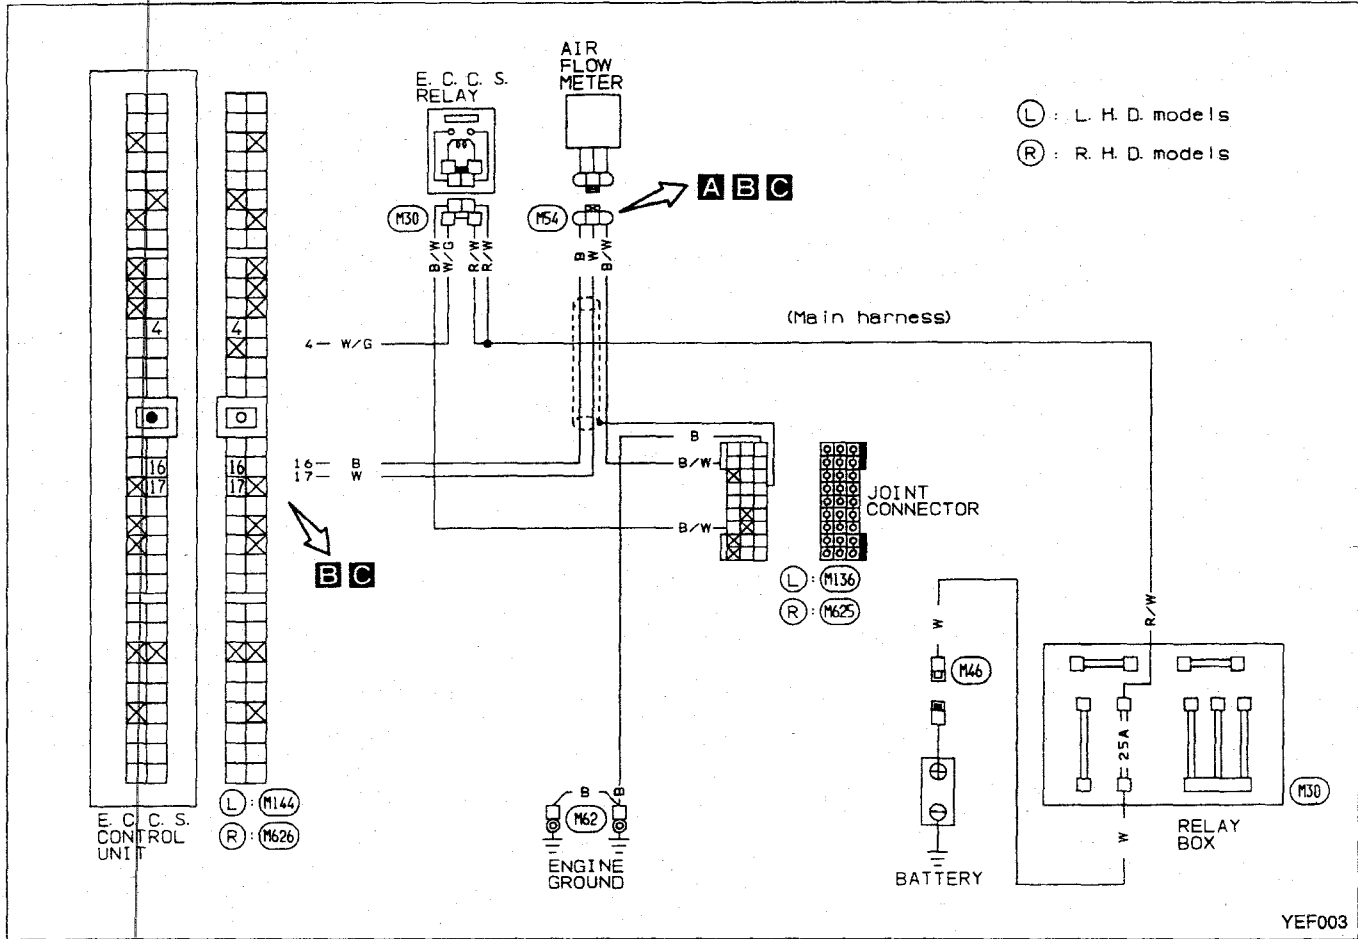 E. C. C. S.
RELAY
AIR
FLOW
METER
L : L. H. D. models
R : R. H. D. models
A B C
M30
M54
B/W
W/G
R/W
R/W
B
W
B/W
(Main harness)
4
4
4 W/G
16
17
16
17
16 B
17 W
B
B/W
B/W
JOINT
CONNECTOR
L : M136
R : M625
B C
W
M46
R/W
25A
M30
W
RELAY
BOX
BATTERY
B
B
M62
ENGINE
GROUND
L : M144
R : M626
E. C. C. S.
CONTROL
UNIT
YEF003